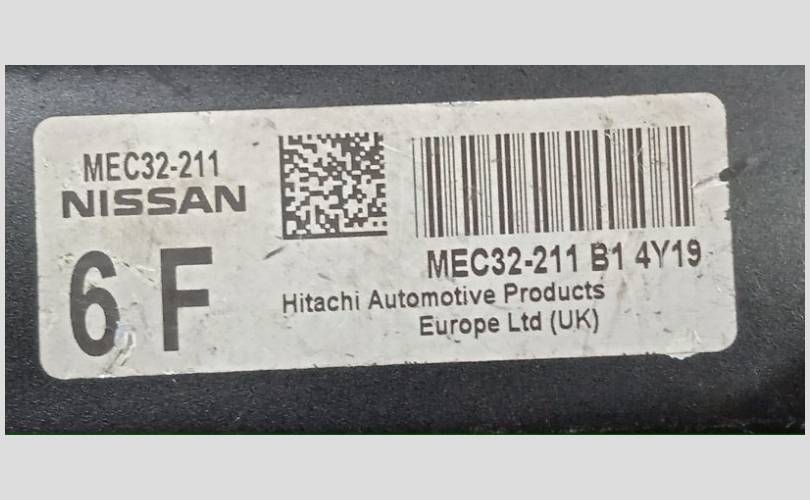 MEC32-211
NISSAN
6 F
MEC32-211 B1 4Y19
Hitachi Automotive Products
Europe Ltd (UK)